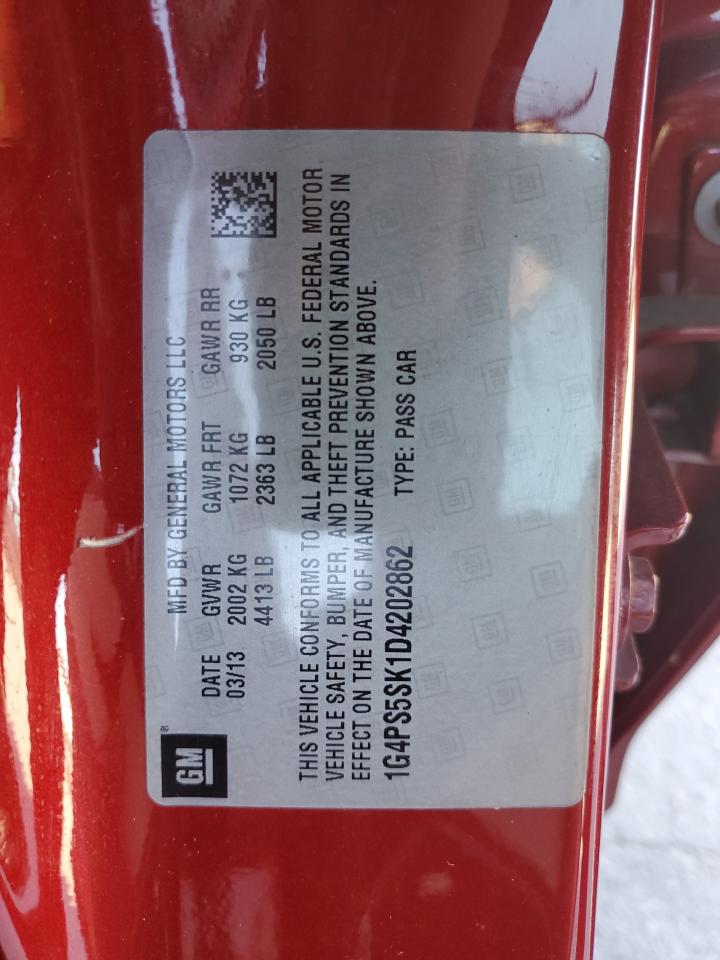 GM®
MFD BY GENERAL MOTORS LLC
DATE GVWR GAWR FRT GAWR RR
03/13 2002 KG 1072 KG 930 KG
4413 LB 2363 LB 2050 LB
THIS VEHICLE CONFORMS TO ALL APPLICABLE U.S. FEDERAL MOTOR
VEHICLE SAFETY, BUMPER, AND THEFT PREVENTION STANDARDS IN
EFFECT ON THE DATE OF MANUFACTURE SHOWN ABOVE.
1G4PS5SK1D4202862 TYPE: PASS CAR